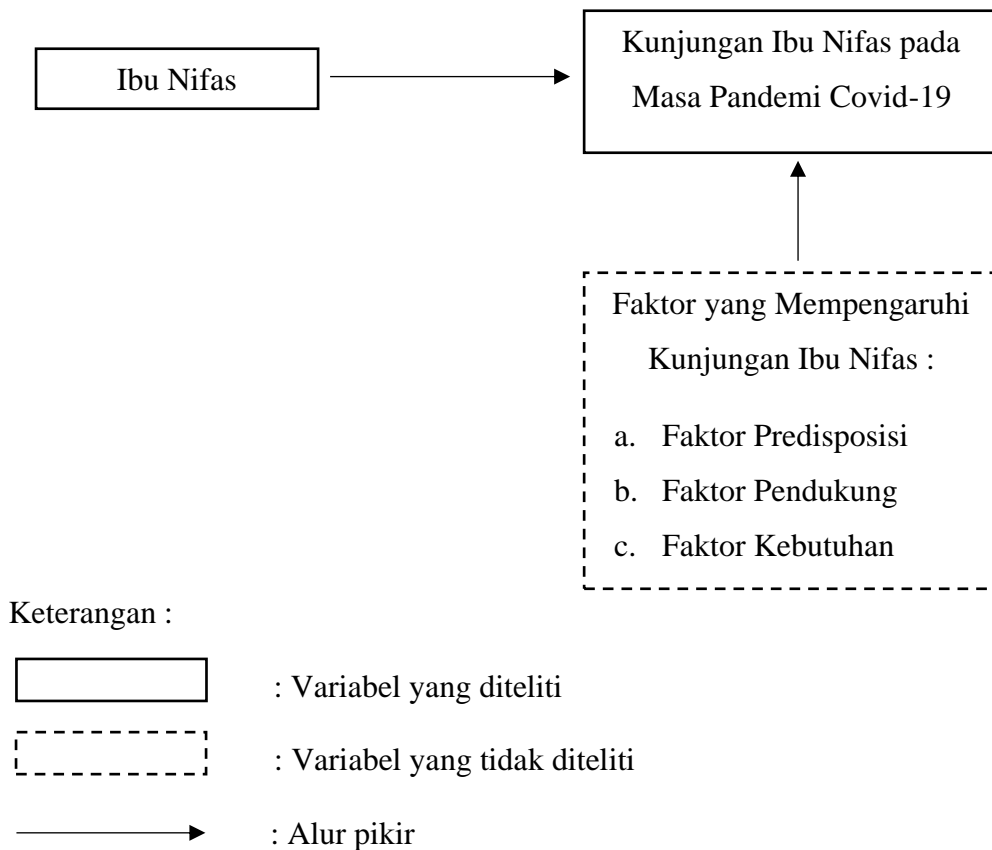 Ibu Nifas
Kunjungan Ibu Nifas pada
Masa Pandemi Covid-19
Faktor yang Mempengaruhi
Kunjungan Ibu Nifas :
a. Faktor Predisposisi
b. Faktor Pendukung
c. Faktor Kebutuhan
Keterangan :
: Variabel yang diteliti
: Variabel yang tidak diteliti
: Alur pikir